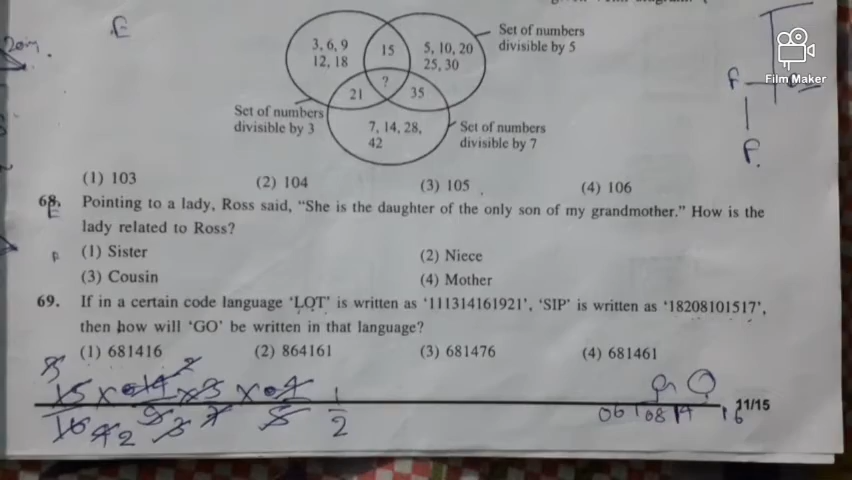 3, 6, 9
12, 18
15
5, 10, 20
25, 30
Set of numbers
divisible by 5
?
21
35
Set of numbers
divisible by 3
7, 14, 28,
42
Set of numbers
divisible by 7
Film Maker
(1) 103
(2) 104
(3) 105
(4) 106
68. Pointing to a lady, Ross said, “She is the daughter of the only son of my grandmother.” How is the
lady related to Ross?
(1) Sister
(2) Niece
(3) Cousin
(4) Mother
69. If in a certain code language ‘LOT’ is written as ‘111314161921’, ‘SIP’ is written as ‘18208101517’,
then how will ‘GO’ be written in that language?
(1) 681416
(2) 864161
(3) 681476
(4) 681461
1
2
11/15